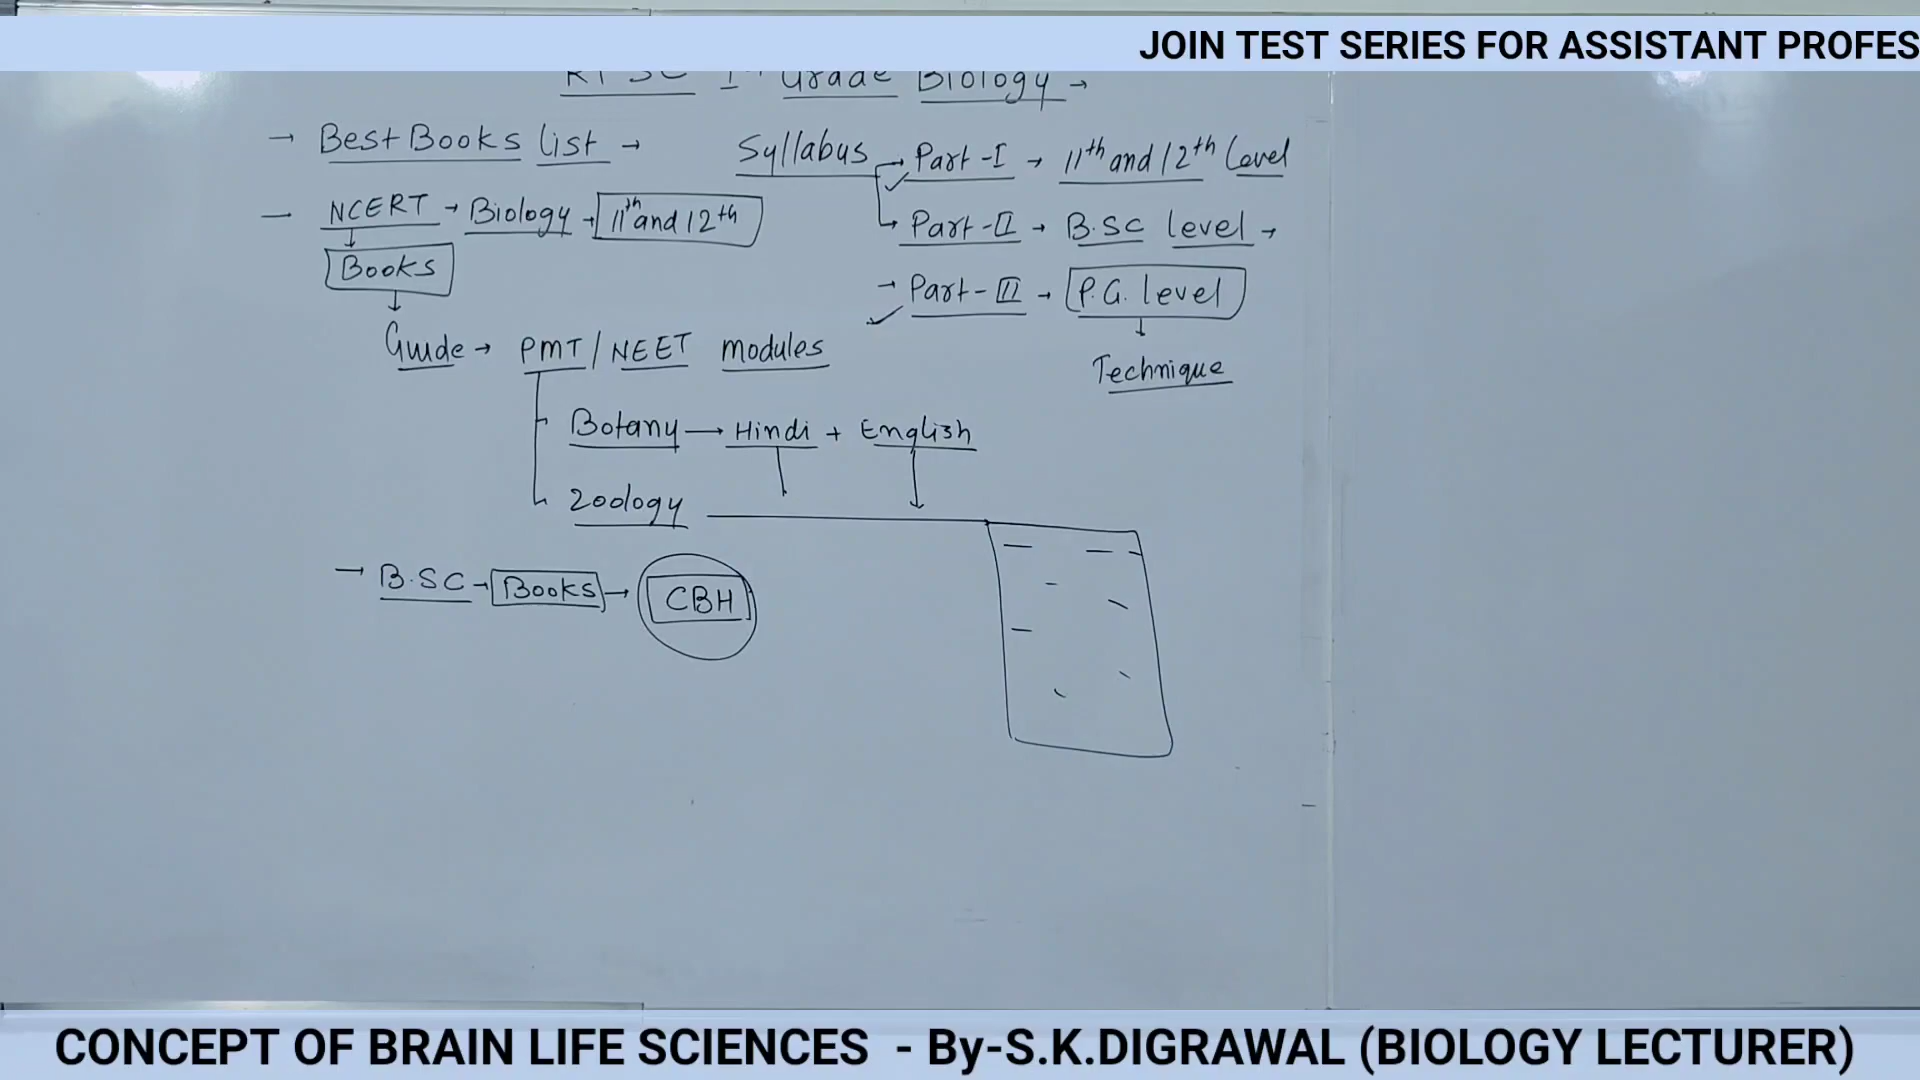 JOIN TEST SERIES FOR ASSISTANT PROFES
Grade Biology →
→ Best Books list →
Syllabus → Part-I → 11th and 12th Level
— NCERT → Biology → 11th and 12th
Part-II → B.SC level →
Books
→ Part-III → P.G. level
Guide → PMT/NEET modules
Technique
Botany → Hindi + English
Zoology
→ B.SC → Books → CBH
CONCEPT OF BRAIN LIFE SCIENCES - By-S.K.DIGRAWAL (BIOLOGY LECTURER)